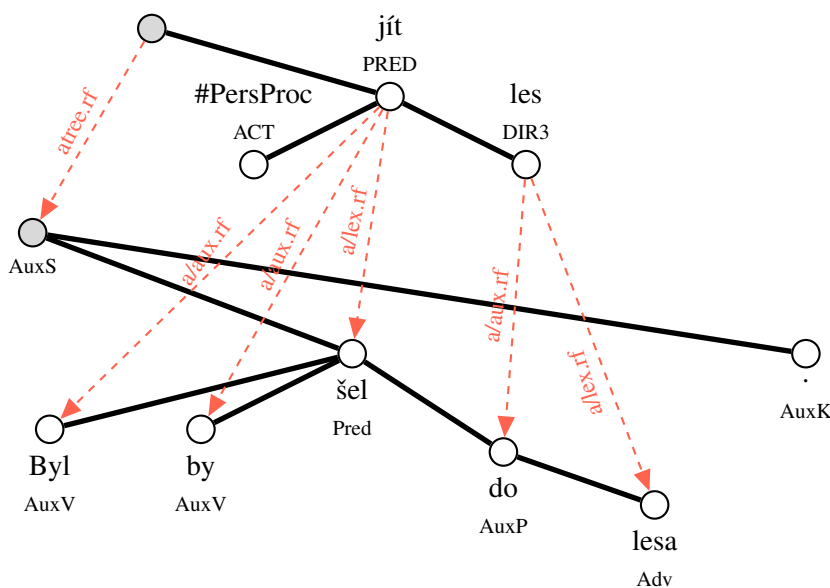 jít
PRED
#PersProc
ACT
les
DIR3
atree.rf
a/aux.rf
a/aux.rf
a/lex.rf
a/aux.rf
a/lex.rf
AuxS
šel
Pred
.
AuxK
Byl
AuxV
by
AuxV
do
AuxP
lesa
Adv